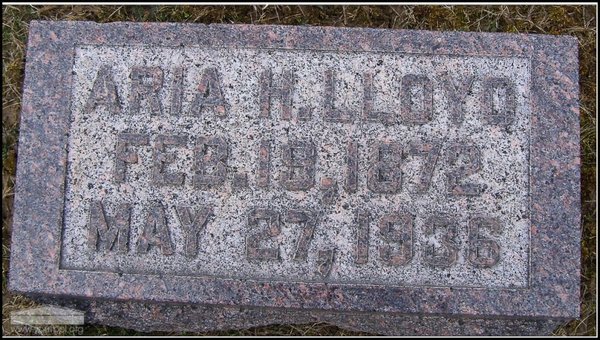 ARIA H. LLOYD
FEB. 19, 1872
MAY 27, 1936